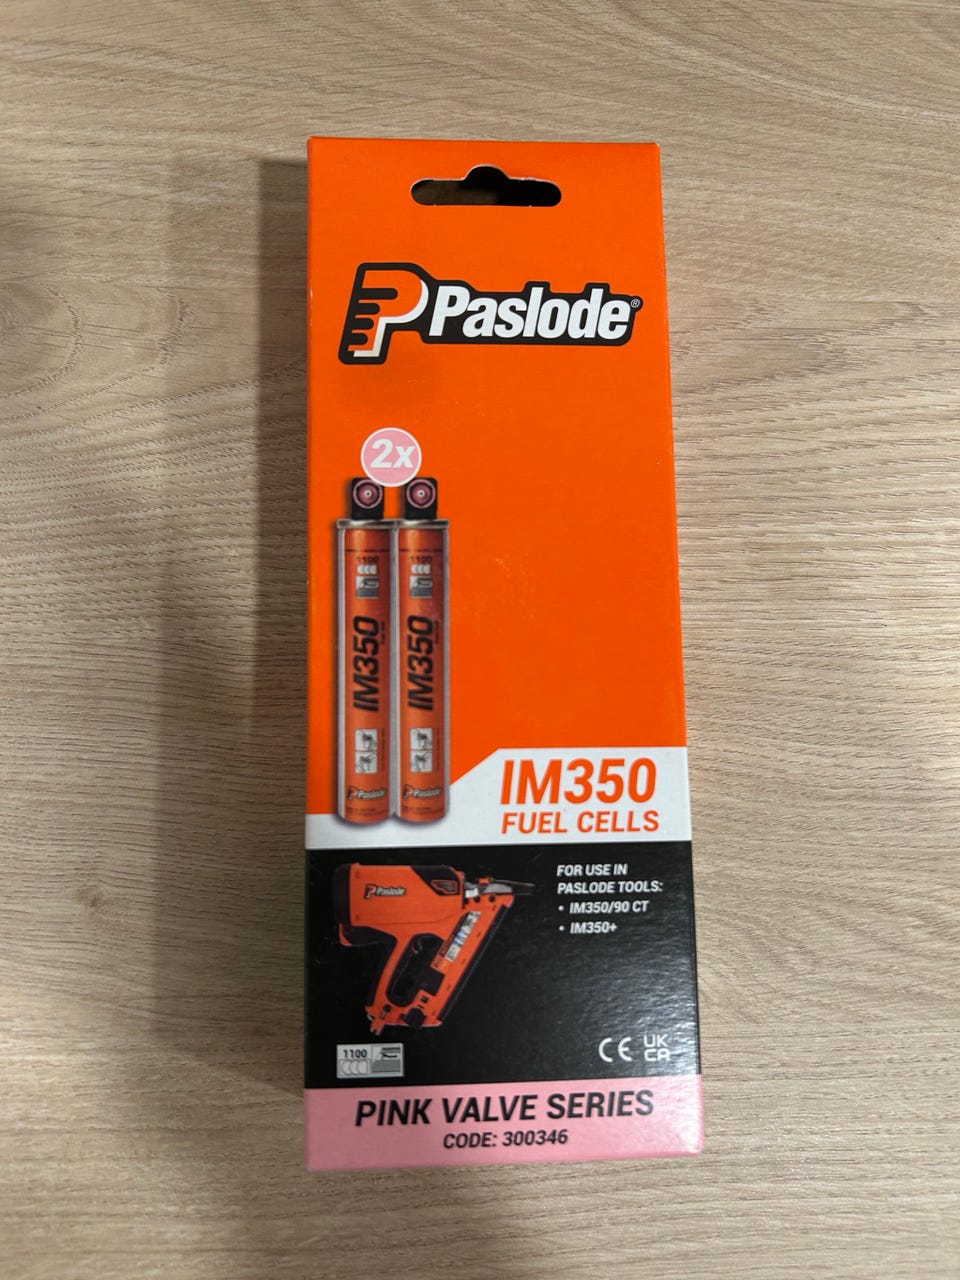 Paslode®
2x
1100
1100
IM350
IM350
Paslode
Paslode
IM350
FUEL CELLS
FOR USE IN
PASLODE TOOLS:
• IM350/90 CT
• IM350+
Paslode
1100
CE UK
CA
PINK VALVE SERIES
CODE: 300346